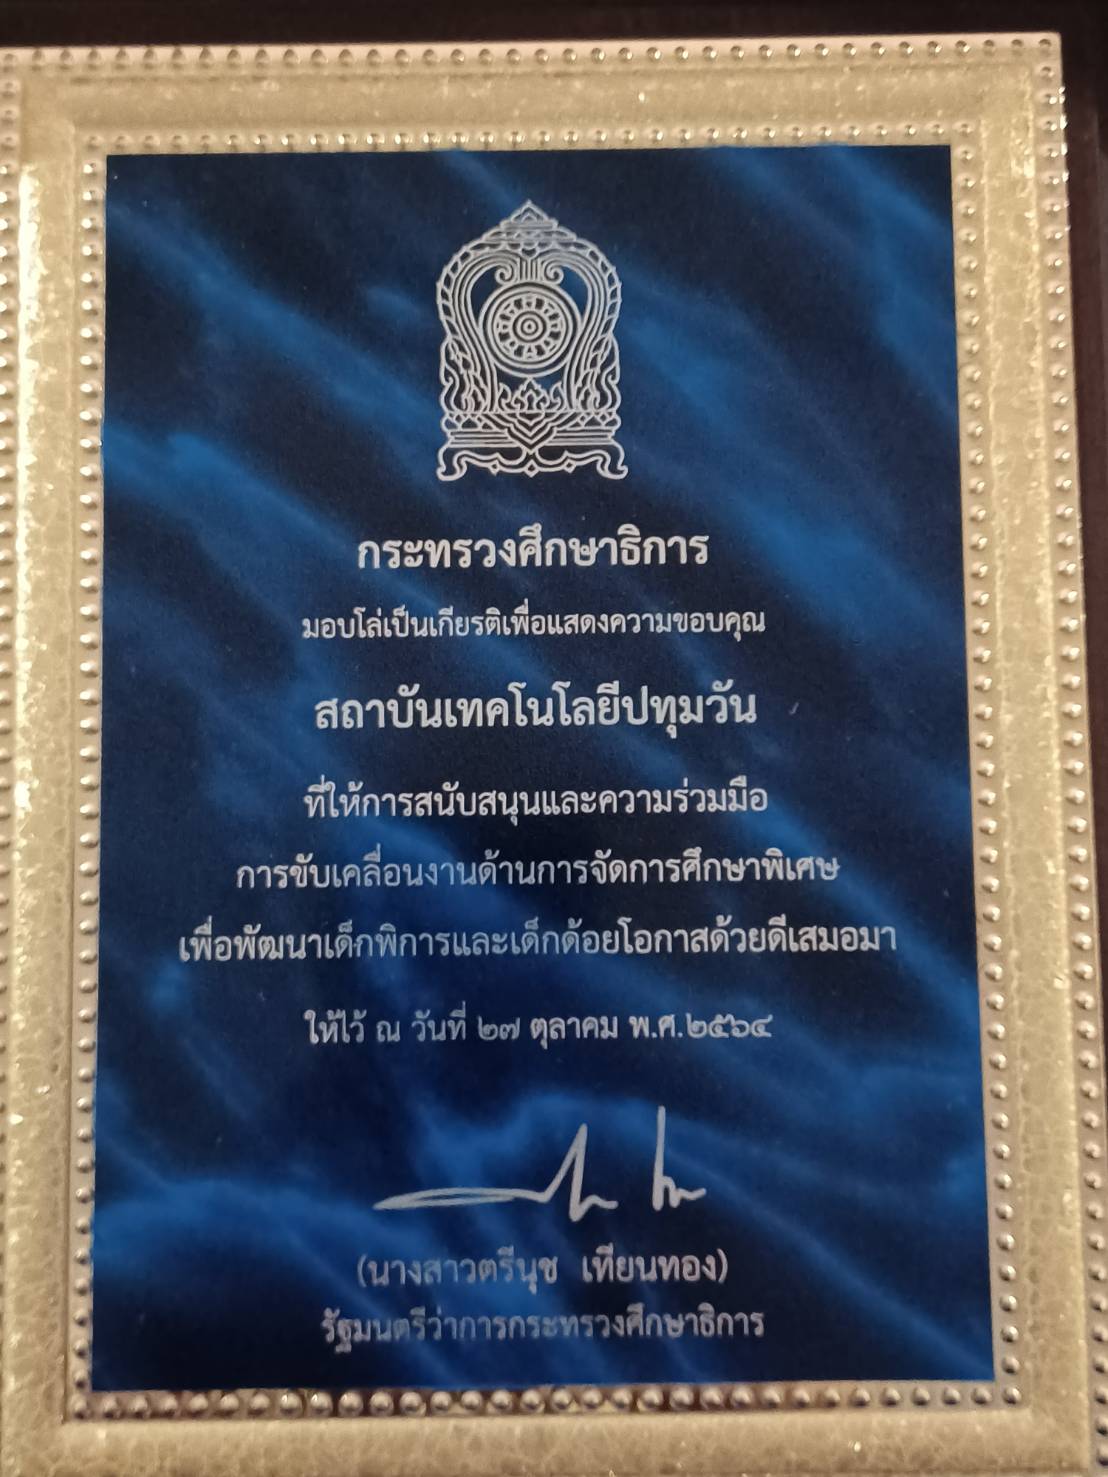 กระทรวงศึกษาธิการ
มอบโล่เป็นเกียรติเพื่อแสดงความขอบคุณ
สถาบันเทคโนโลยีปทุมวัน
ที่ให้การสนับสนุนและความร่วมมือ
การขับเคลื่อนงานด้านการจัดการศึกษาพิเศษ
เพื่อพัฒนาเด็กพิการและเด็กด้อยโอกาสด้วยดีเสมอมา
ให้ไว้ ณ วันที่ ๒๗ ตุลาคม พ.ศ.๒๕๖๔
(นางสาวตรีนุช เทียนทอง)
รัฐมนตรีว่าการกระทรวงศึกษาธิการ